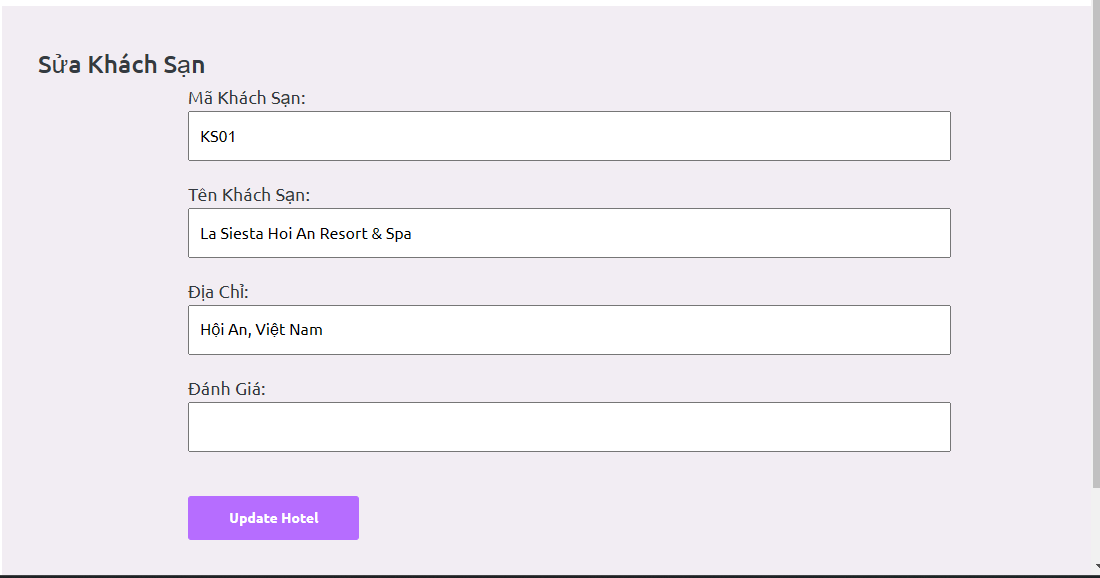 Sửa Khách Sạn
Mã Khách Sạn:
KS01
Tên Khách Sạn:
La Siesta Hoi An Resort & Spa
Địa Chỉ:
Hội An, Việt Nam
Đánh Giá:
Update Hotel